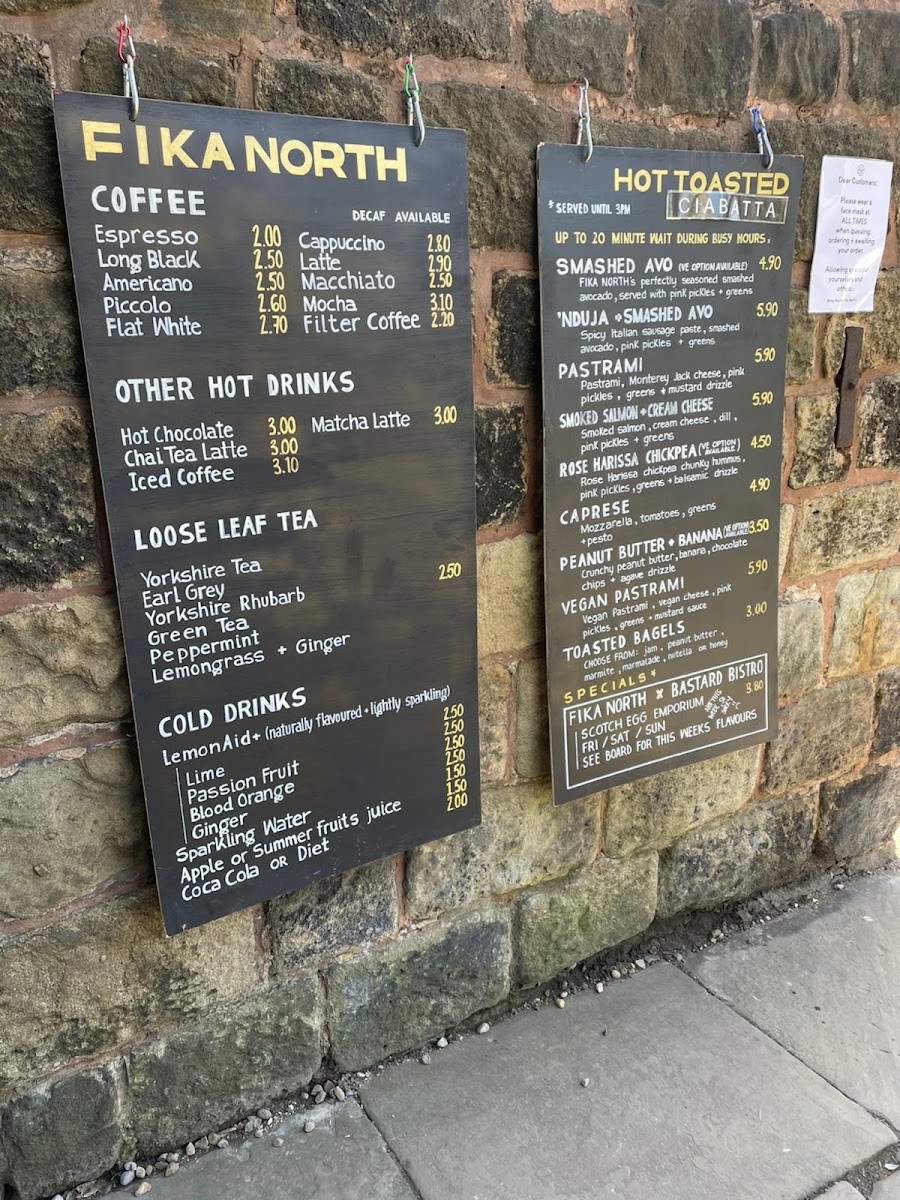 FIKA NORTH
COFFEE
DECAF AVAILABLE
Espresso 2.00
Long Black 2.50
Americano 2.50
Piccolo 2.60
Flat White 2.70
Cappuccino 2.80
Latte 2.90
Macchiato 2.50
Mocha 3.10
Filter Coffee 2.20
OTHER HOT DRINKS
Hot Chocolate 3.00
Chai Tea Latte 3.00
Iced Coffee 3.10
Matcha Latte 3.00
LOOSE LEAF TEA
Yorkshire Tea 2.50
Earl Grey
Yorkshire Rhubarb
Green Tea
Peppermint
Lemongrass + Ginger
COLD DRINKS
LemonAid+ (naturally flavoured + lightly sparkling)
Lime 2.50
Passion Fruit 2.50
Blood Orange 2.50
Ginger 2.50
Sparkling Water 1.50
Apple or Summer fruits juice 1.50
Coca Cola OR Diet 2.00
HOT TOASTED
* SERVED UNTIL 3PM
CIABATTA
UP TO 20 MINUTE WAIT DURING BUSY HOURS.
SMASHED AVO (VE OPTION AVAILABLE) 4.90
FIKA NORTH's perfectly seasoned smashed
avocado, served with pink pickles + greens
'NDUJA + SMASHED AVO 5.90
Spicy Italian sausage paste, smashed
avocado, pink pickles + greens
PASTRAMI 5.90
Pastrami, Monterey Jack cheese, pink
pickles, greens + mustard drizzle
SMOKED SALMON + CREAM CHEESE 5.90
Smoked salmon, cream cheese, dill,
pink pickles + greens
ROSE HARISSA CHICKPEA (VE OPTION AVAILABLE) 4.50
Rose Harissa chickpea chunky hummus,
pink pickles, greens + balsamic drizzle
CAPRESE 4.90
Mozzarella, tomatoes, greens
+ pesto
PEANUT BUTTER + BANANA (VE OPTION AVAILABLE) 3.50
Crunchy peanut butter, banana, chocolate
chips + agave drizzle
VEGAN PASTRAMI 5.90
Vegan Pastrami, vegan cheese, pink
pickles, greens + mustard sauce
TOASTED BAGELS 3.00
CHOOSE FROM: jam, peanut butter,
marmite, marmalade, nutella or honey
SPECIALS *
FIKA NORTH x BASTARD BISTRO
SCOTCH EGG EMPORIUM 3.80
FRI / SAT / SUN
SEE BOARD FOR THIS WEEKS FLAVOURS
Dear Customers:
Please wear a
face mask at
ALL TIMES
when queuing,
ordering + awaiting
your order.